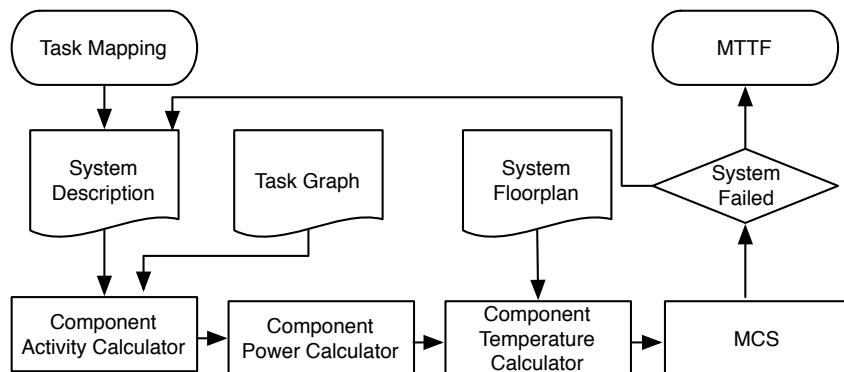 Task Mapping
MTTF
System
Description
Task Graph
System
Floorplan
System
Failed
Component
Activity Calculator
Component
Power Calculator
Component
Temperature
Calculator
MCS